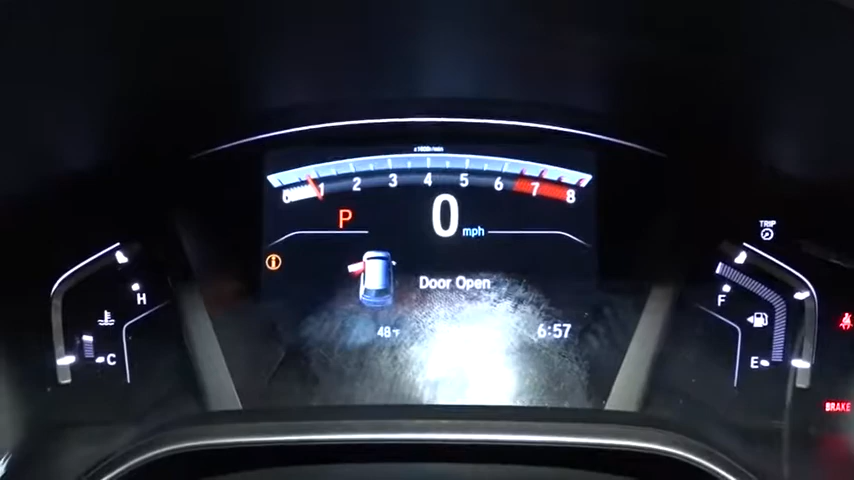 x1000r/min
0 1 2 3 4 5 6 7 8
P
0 mph
TRIP
Door Open
H
F
48°F
6:57
C
E
BRAKE